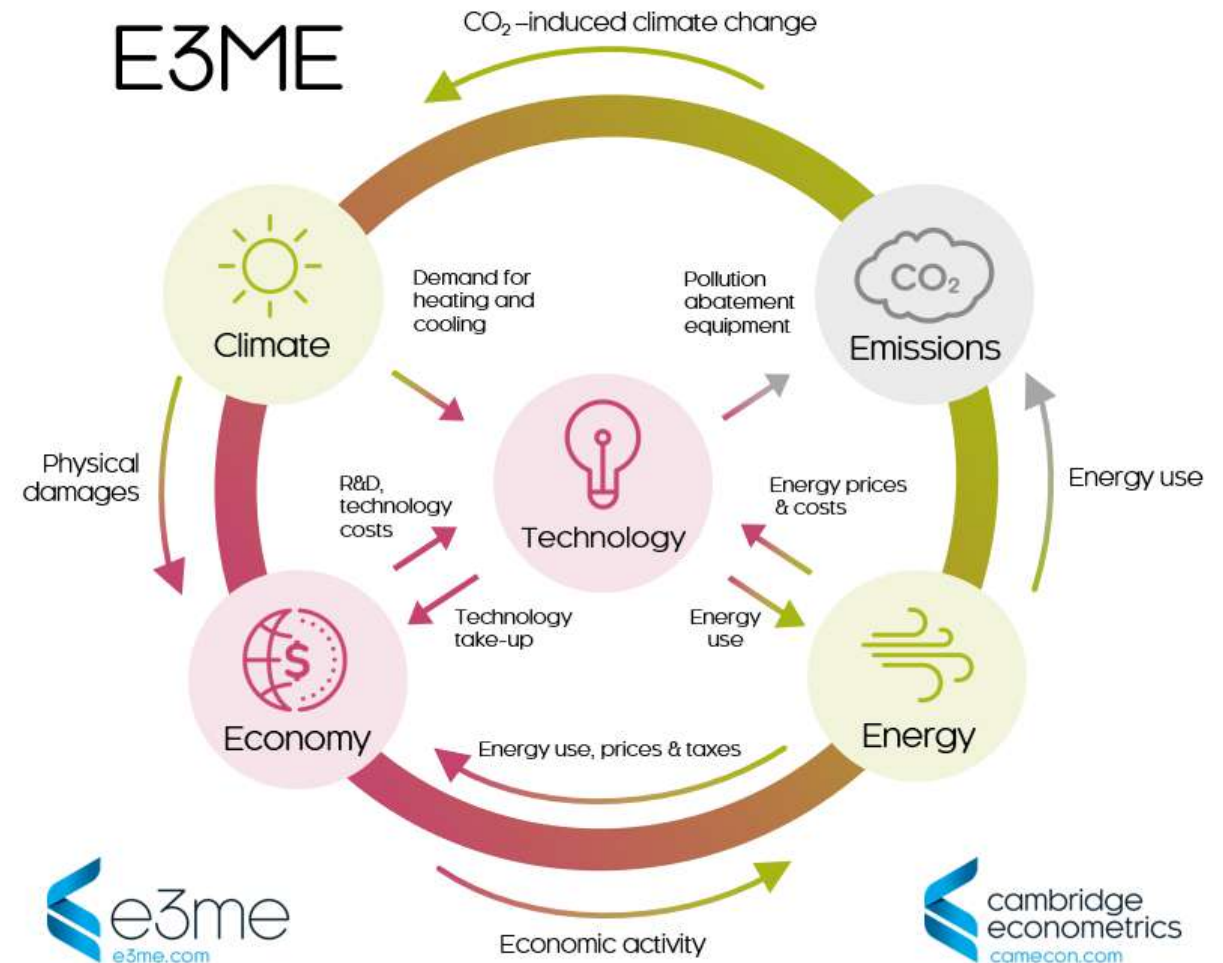 E3ME
CO₂–induced climate change
Climate
Demand for
heating and
cooling
Pollution
abatement
equipment
CO₂
Emissions
Physical
damages
R&D,
technology
costs
Technology
Energy prices
& costs
Energy use
Technology
take-up
Energy
use
Economy
$
Energy
Energy use, prices & taxes
Economic activity
e3me
e3me.com
cambridge
econometrics
camecon.com